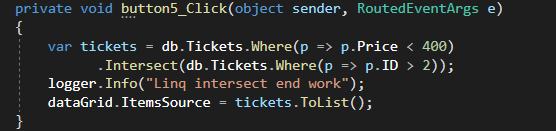 private void button5_Click(object sender, RoutedEventArgs e)
{
var tickets = db.Tickets.Where(p => p.Price < 400)
.Intersect(db.Tickets.Where(p => p.ID > 2));
logger.Info("Linq intersect end work");
dataGrid.ItemsSource = tickets.ToList();
}